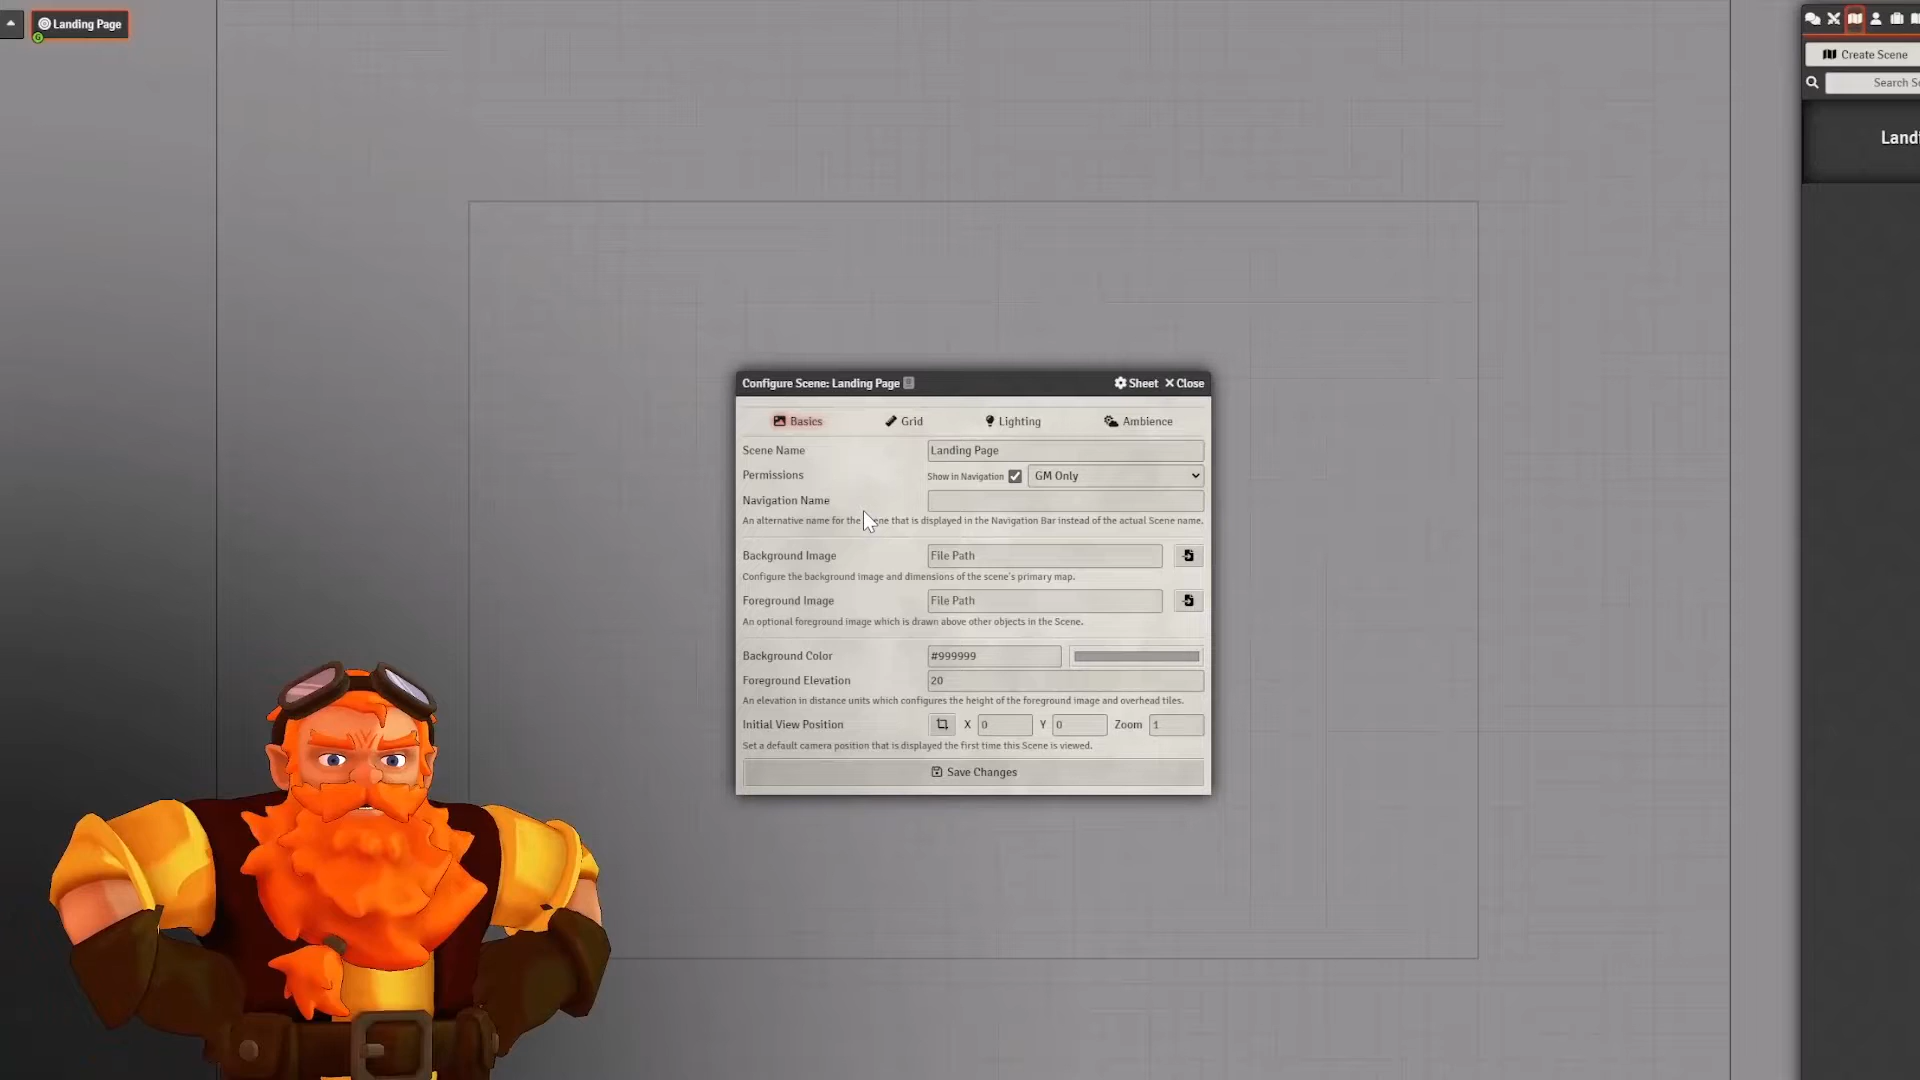 Landing Page
G
Create Scene
Search
Configure Scene: Landing Page
Sheet
Close
Basics
Grid
Lighting
Ambience
Scene Name
Landing Page
Permissions
Show in Navigation
GM Only
Navigation Name
An alternative name for the scene that is displayed in the Navigation Bar instead of the actual Scene name.
Background Image
File Path
Configure the background image and dimensions of the scene's primary map.
Foreground Image
File Path
An optional foreground image which is drawn above other objects in the Scene.
Background Color
#999999
Foreground Elevation
20
An elevation in distance units which configures the height of the foreground image and overhead tiles.
Initial View Position
X 0 Y 0 Zoom 1
Set a default camera position that is displayed the first time this Scene is viewed.
Save Changes